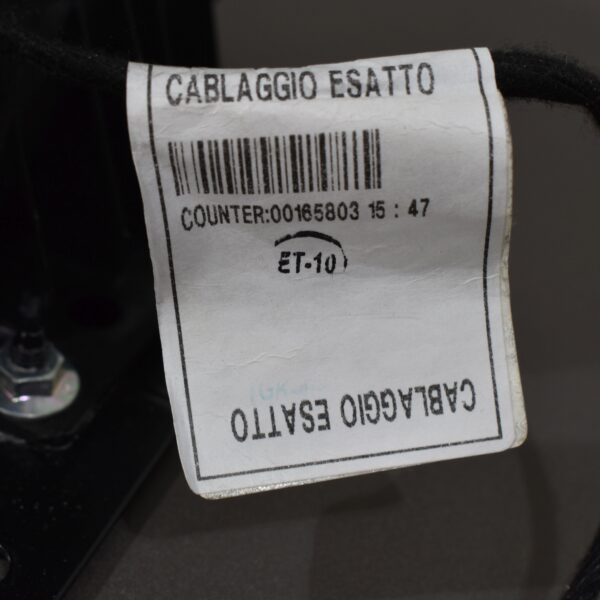 CABLAGGIO ESATTO
COUNTER:00165803 15 : 47
ET-10
CABLAGGIO ESATTO